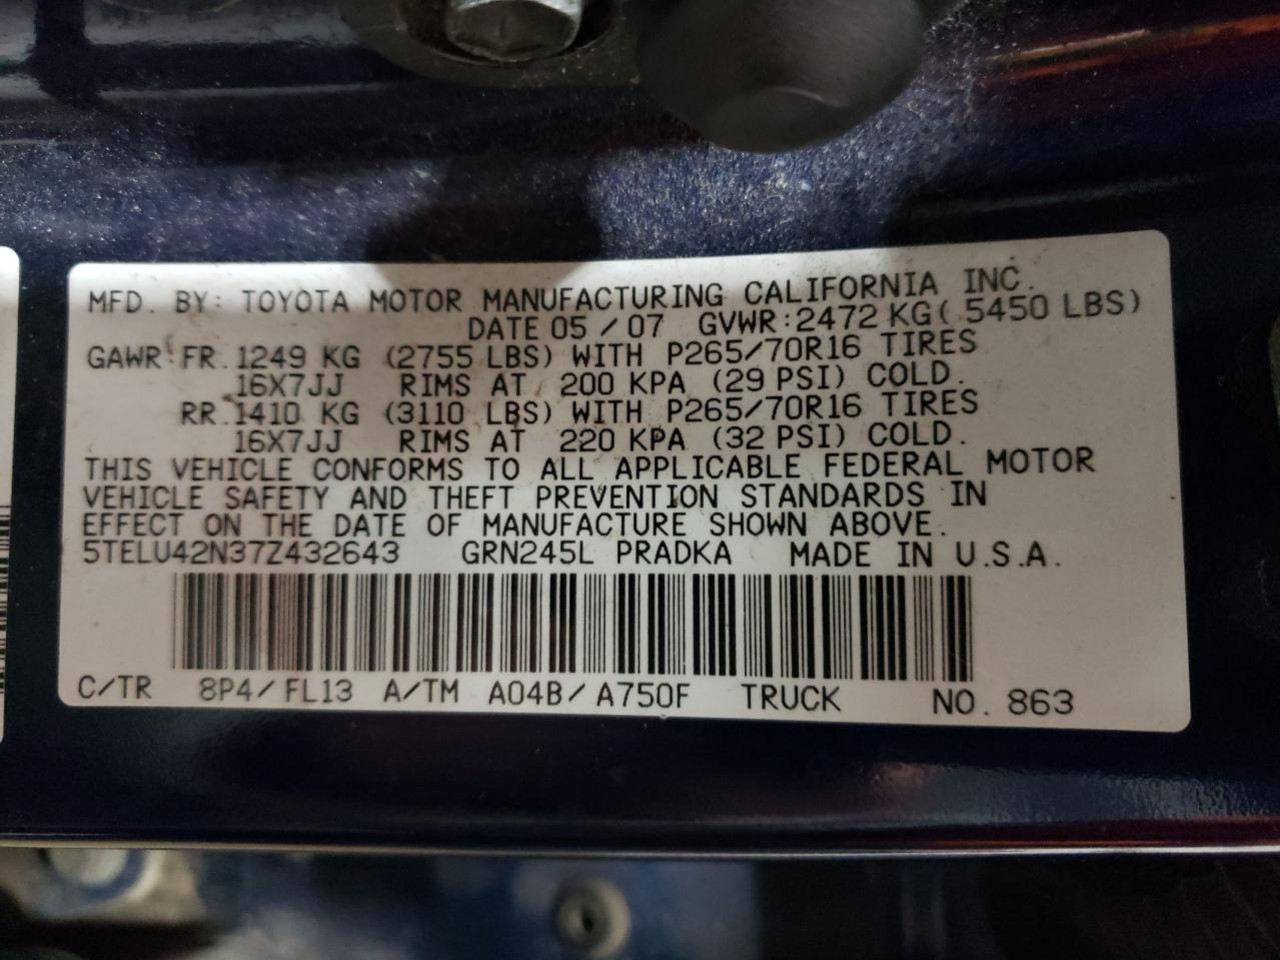 MFD. BY: TOYOTA MOTOR MANUFACTURING CALIFORNIA INC.
DATE 05 / 07 GVWR:2472 KG( 5450 LBS)
GAWR FR. 1249 KG (2755 LBS) WITH P265/70R16 TIRES
16X7JJ RIMS AT 200 KPA (29 PSI) COLD.
RR. 1410 KG (3110 LBS) WITH P265/70R16 TIRES
16X7JJ RIMS AT 220 KPA (32 PSI) COLD.
THIS VEHICLE CONFORMS TO ALL APPLICABLE FEDERAL MOTOR
VEHICLE SAFETY AND THEFT PREVENTION STANDARDS IN
EFFECT ON THE DATE OF MANUFACTURE SHOWN ABOVE.
5TELU42N37Z432643 GRN245L PRADKA MADE IN U.S.A.
C/TR 8P4/FL13 A/TM A04B/A750F TRUCK NO. 863